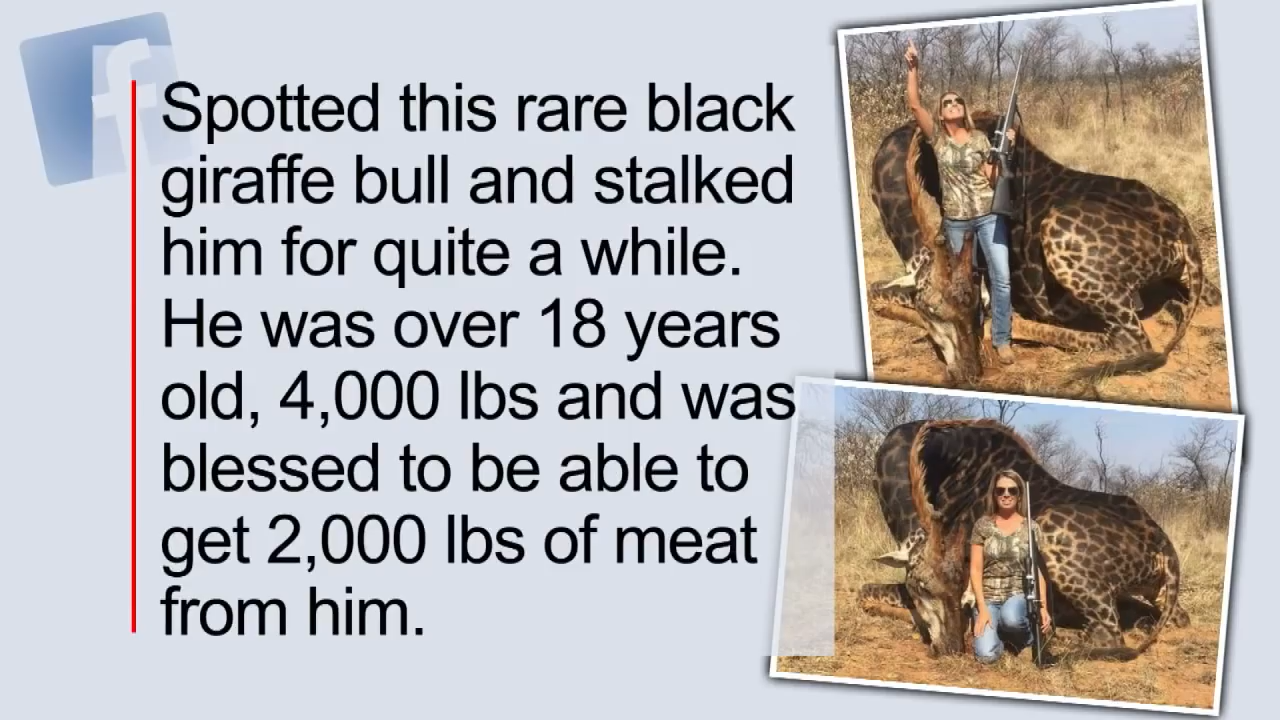 f
Spotted this rare black
giraffe bull and stalked
him for quite a while.
He was over 18 years
old, 4,000 lbs and was
blessed to be able to
get 2,000 lbs of meat
from him.